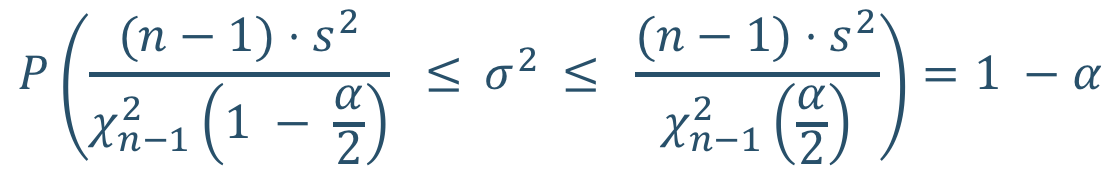 P( (n − 1) · s² / χ²ₙ₋₁(1 − α/2) ≤ σ² ≤ (n − 1) · s² / χ²ₙ₋₁(α/2) ) = 1 − α